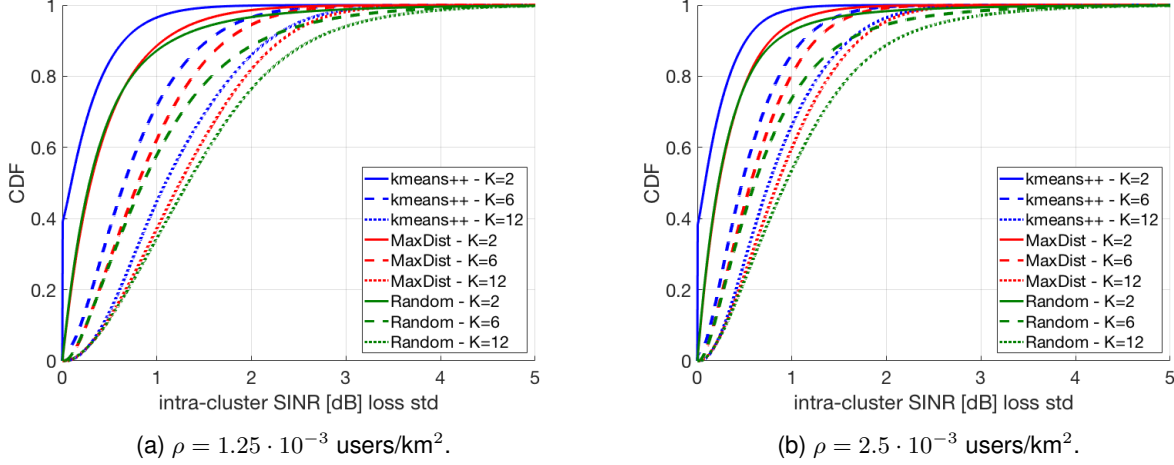 1
0.8
0.6
0.4
0.2
0
CDF
0 1 2 3 4 5
intra-cluster SINR [dB] loss std
kmeans++ - K=2
kmeans++ - K=6
kmeans++ - K=12
MaxDist - K=2
MaxDist - K=6
MaxDist - K=12
Random - K=2
Random - K=6
Random - K=12
(a) ρ = 1.25 · 10⁻³ users/km².
1
0.8
0.6
0.4
0.2
0
CDF
0 1 2 3 4 5
intra-cluster SINR [dB] loss std
kmeans++ - K=2
kmeans++ - K=6
kmeans++ - K=12
MaxDist - K=2
MaxDist - K=6
MaxDist - K=12
Random - K=2
Random - K=6
Random - K=12
(b) ρ = 2.5 · 10⁻³ users/km².